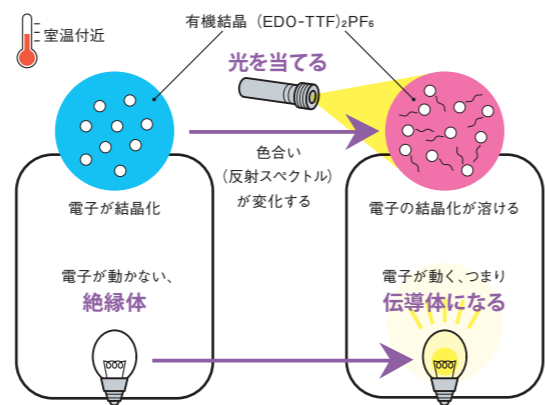 室温付近
有機結晶 (EDO-TTF)₂PF₆
光を当てる
色合い
(反射スペクトル)
が変化する
電子が結晶化
電子の結晶化が溶ける
電子が動かない、
絶縁体
電子が動く、つまり
伝導体になる